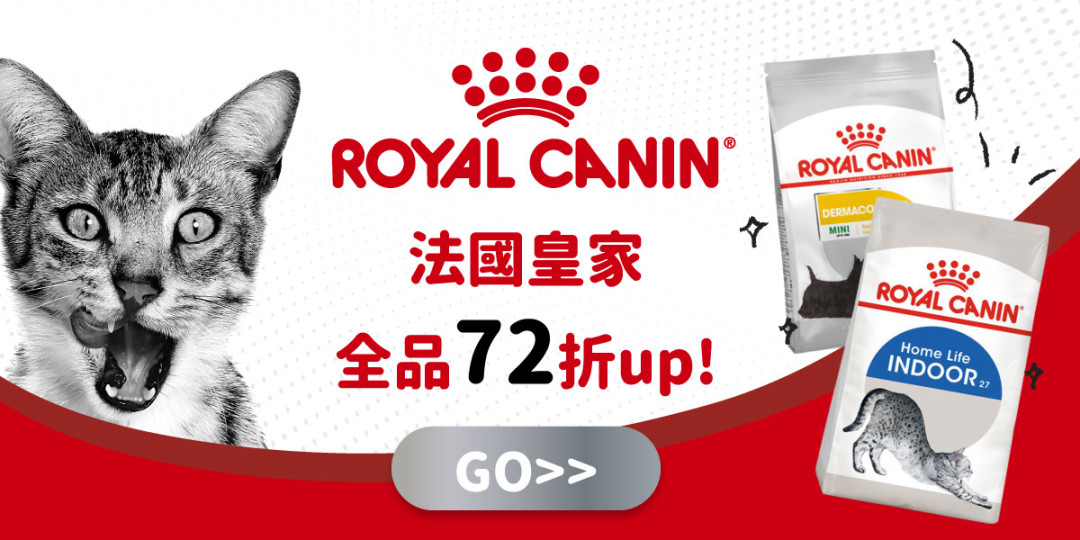 ROYAL CANIN®
法國皇家
全品72折up!
GO>>
ROYAL CANIN
DERMACO
MINI
ROYAL CANIN
Home Life
INDOOR 27